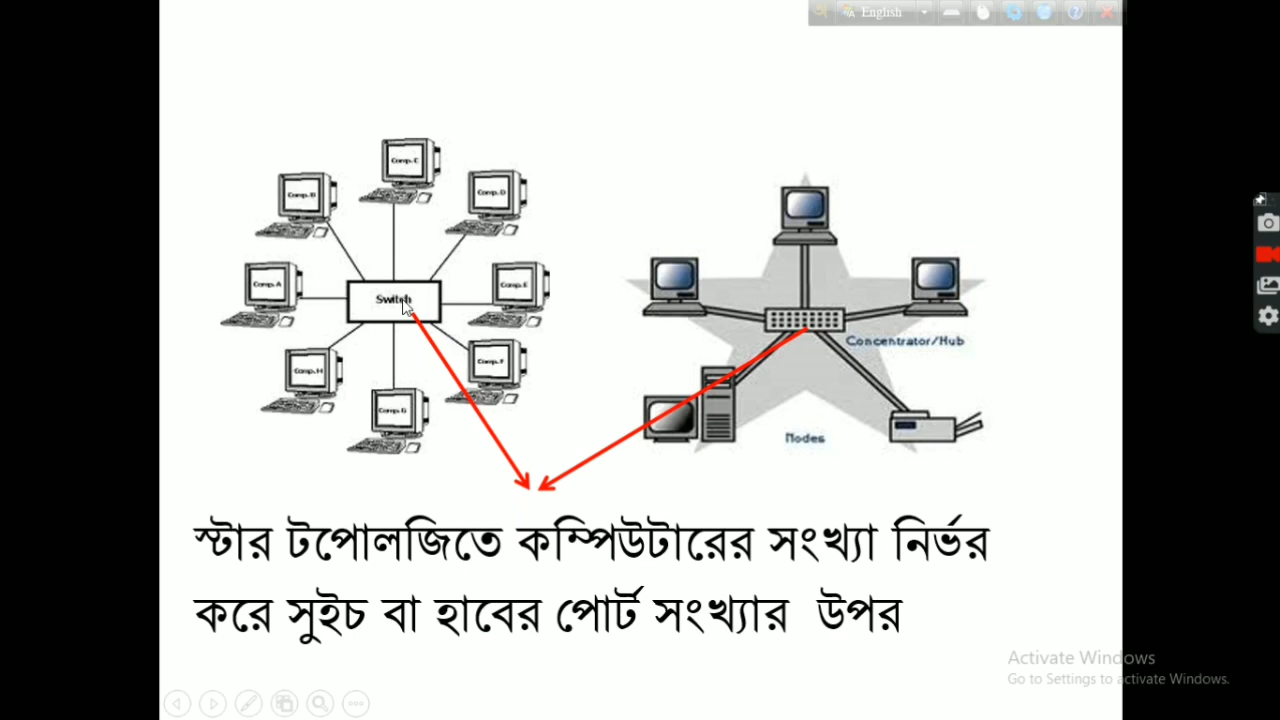 English
Comp. C
Comp. B
Comp. D
Comp. A
Switch
Comp. E
Comp. H
Comp. F
Comp. G
Concentrator/Hub
Nodes
স্টার টপোলজিতে কম্পিউটারের সংখ্যা নির্ভর
করে সুইচ বা হাবের পোর্ট সংখ্যার উপর
Activate Windows
Go to Settings to activate Windows.